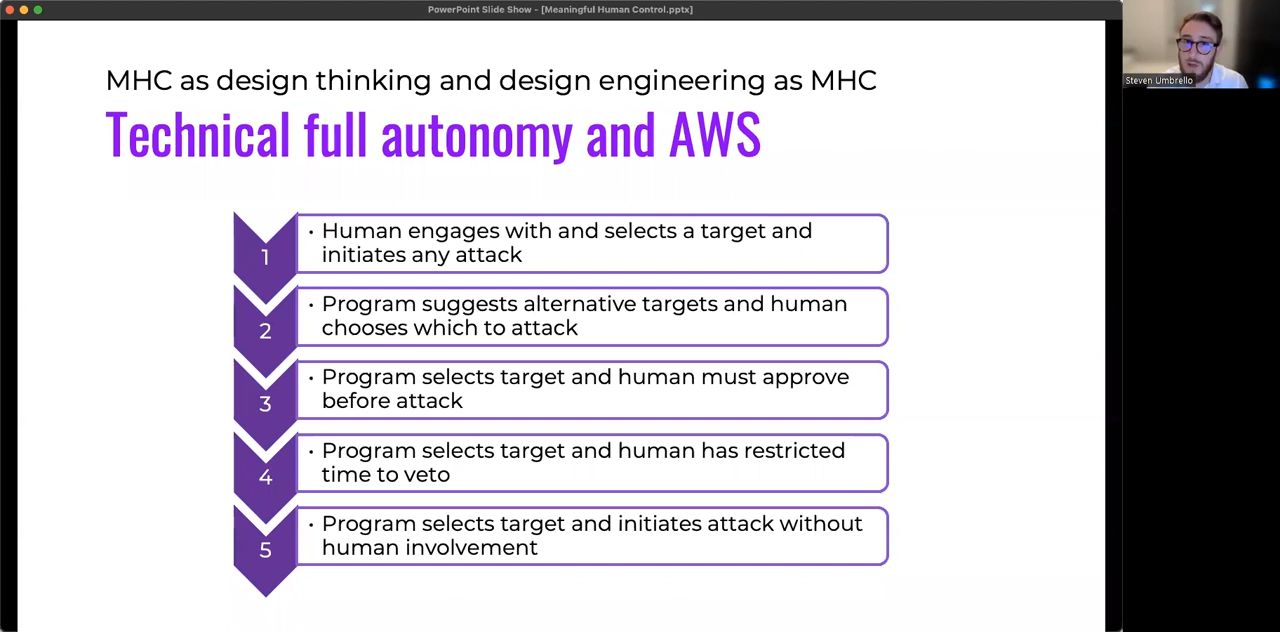 PowerPoint Slide Show - [Meaningful Human Control.pptx]
Steven Umbrello
MHC as design thinking and design engineering as MHC
Technical full autonomy and AWS
1
• Human engages with and selects a target and
initiates any attack
2
• Program suggests alternative targets and human
chooses which to attack
3
• Program selects target and human must approve
before attack
4
• Program selects target and human has restricted
time to veto
5
• Program selects target and initiates attack without
human involvement